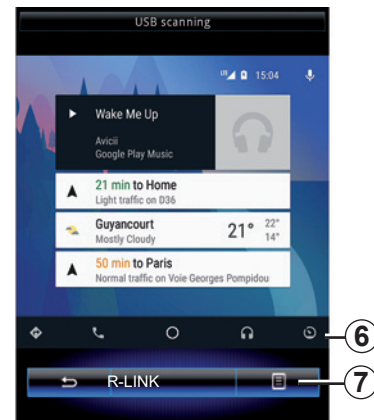 USB scanning
15:04
Wake Me Up
Avicii
Google Play Music
21 min to Home
Light traffic on D36
Guyancourt
Mostly Cloudy
21°
22°
14°
50 min to Paris
Normal traffic on Voie Georges Pompidou
6
R-LINK
7